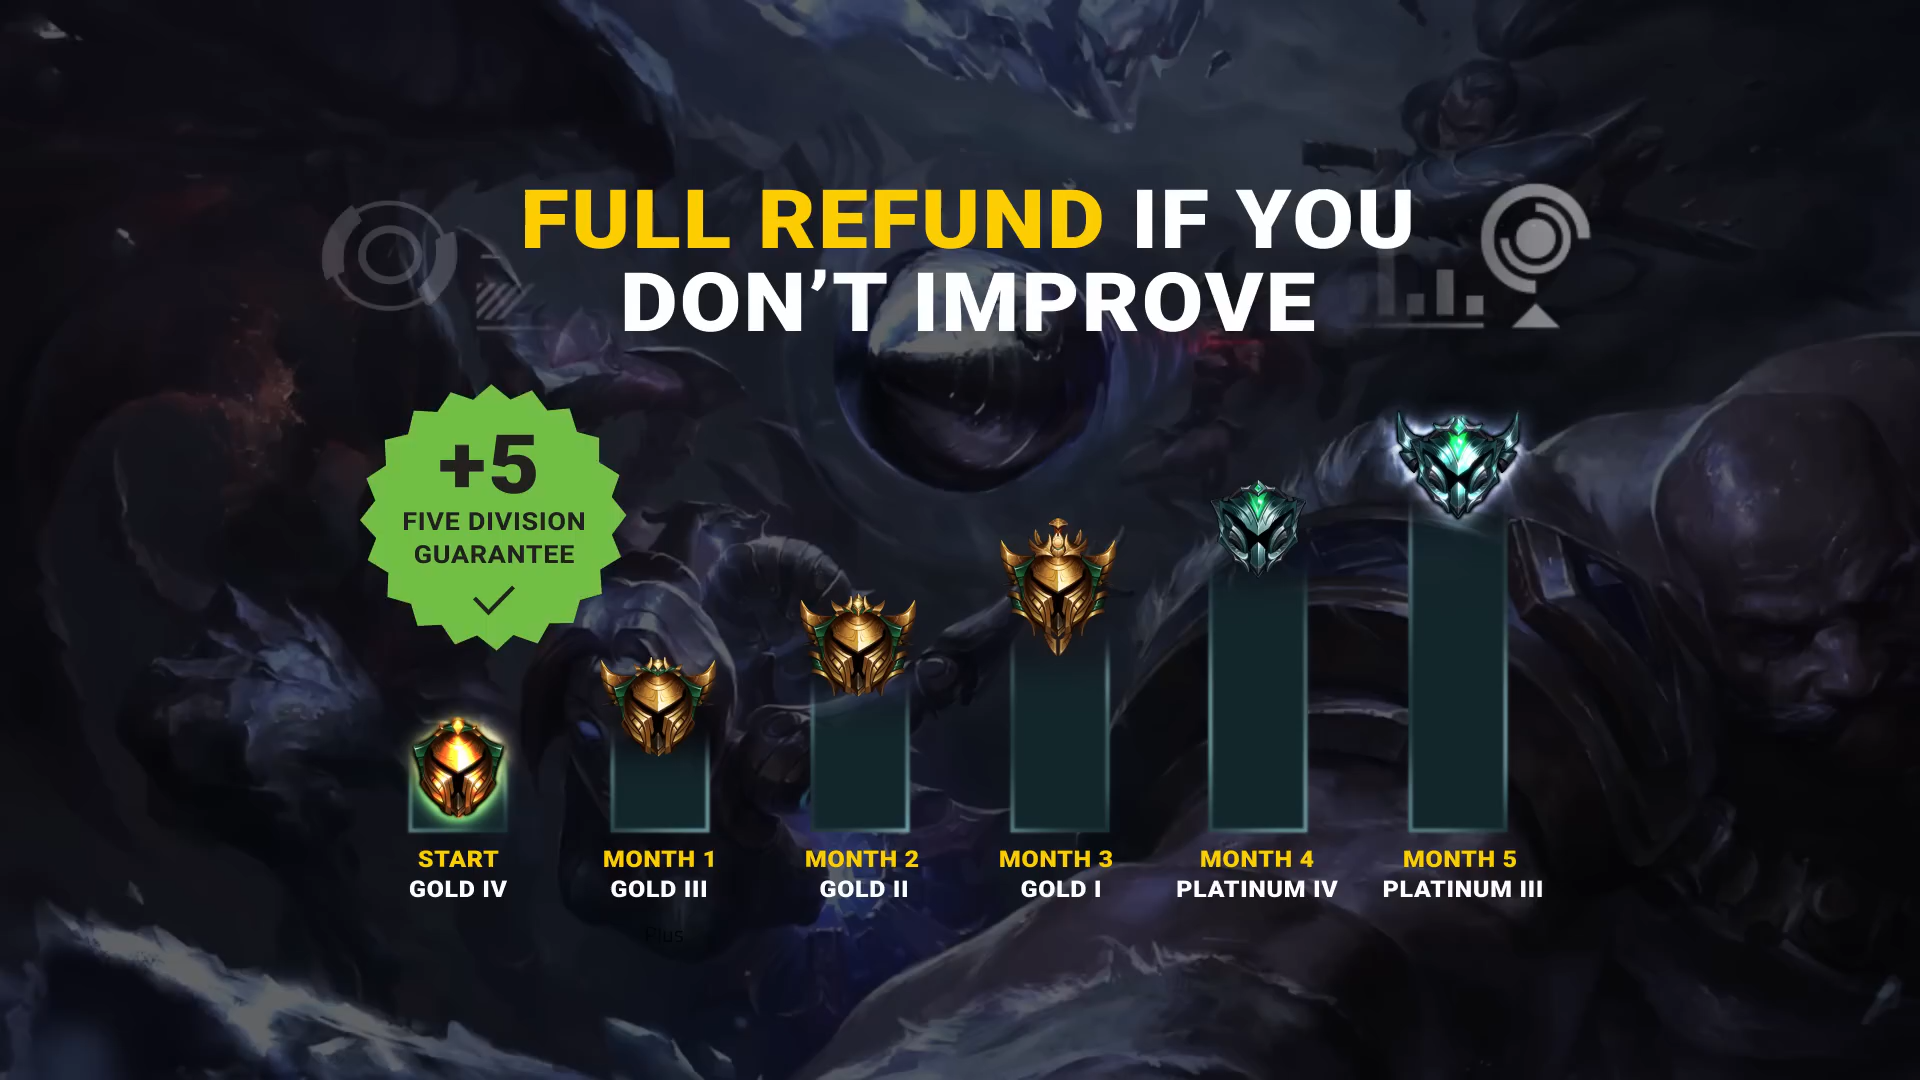 FULL REFUND IF YOU
DON'T IMPROVE
+5
FIVE DIVISION
GUARANTEE
START
GOLD IV
MONTH 1
GOLD III
MONTH 2
GOLD II
MONTH 3
GOLD I
MONTH 4
PLATINUM IV
MONTH 5
PLATINUM III
Plus.